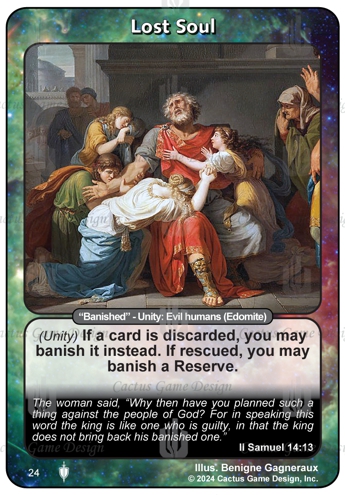 Lost Soul
"Banished" - Unity: Evil humans (Edomite)
(Unity) If a card is discarded, you may
banish it instead. If rescued, you may
banish a Reserve.
Cactus Game Design
The woman said, "Why then have you planned such a
thing against the people of God? For in speaking this
word the king is like one who is guilty, in that the king
does not bring back his banished one."
II Samuel 14:13
Illus. Benigne Gagneraux
24
© 2024 Cactus Game Design, Inc.